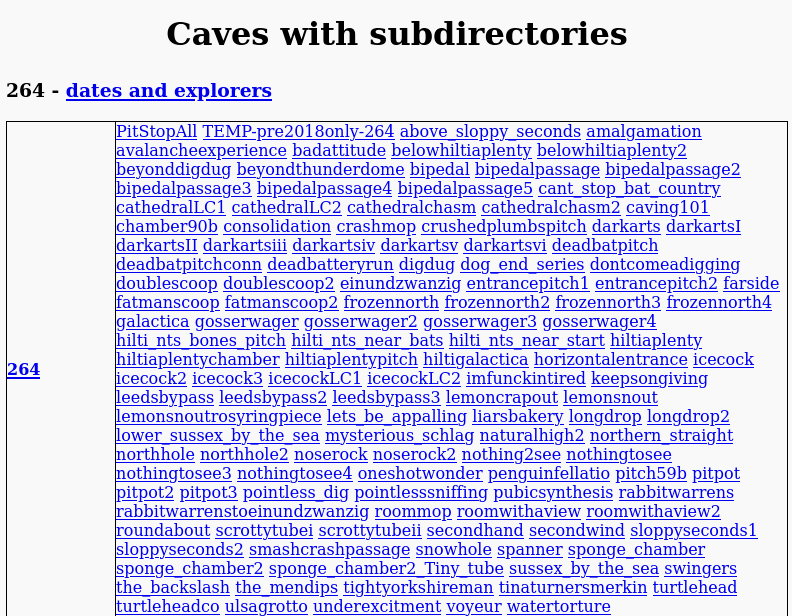 Caves with subdirectories
264 - dates and explorers
264
PitStopAll TEMP-pre2018only-264 above_sloppy_seconds amalgamation
avalancheexperience badattitude belowhiltiaplenty belowhiltiaplenty2
beyonddigdug beyondthunderdome bipedal bipedalpassage bipedalpassage2
bipedalpassage3 bipedalpassage4 bipedalpassage5 cant_stop_bat_country
cathedralLC1 cathedralLC2 cathedralchasm cathedralchasm2 caving101
chamber90b consolidation crashmop crushedplumbspitch darkarts darkartsI
darkartsII darkartsiii darkartsiv darkartsv darkartsvi deadbatpitch
deadbatpitchconn deadbatteryrun digdug dog_end_series dontcomeadigging
doublescoop doublescoop2 einundzwanzig entrancepitch1 entrancepitch2 farside
fatmanscoop fatmanscoop2 frozennorth frozennorth2 frozennorth3 frozennorth4
galactica gosserwager gosserwager2 gosserwager3 gosserwager4
hilti_nts_bones_pitch hilti_nts_near_bats hilti_nts_near_start hiltiaplenty
hiltiaplentychamber hiltiaplentypitch hiltigalactica horizontalentrance icecock
icecock2 icecock3 icecockLC1 icecockLC2 imfunckintired keepsongiving
leedsbypass leedsbypass2 leedsbypass3 lemoncrapout lemonsnout
lemonsnoutrosyringpiece lets_be_appalling liarsbakery longdrop longdrop2
lower_sussex_by_the_sea mysterious_schlag naturalhigh2 northern_straight
northhole northhole2 noserock noserock2 nothing2see nothingtosee
nothingtosee3 nothingtosee4 oneshotwonder penguinfellatio pitch59b pitpot
pitpot2 pitpot3 pointless_dig pointlesssniffing pubicsynthesis rabbitwarrens
rabbitwarrenstoeinundzwanzig roommop roomwithaview roomwithaview2
roundabout scrottytubei scrottytubeii secondhand secondwind sloppyseconds1
sloppyseconds2 smashcrashpassage snowhole spanner sponge_chamber
sponge_chamber2 sponge_chamber2_Tiny_tube sussex_by_the_sea swingers
the_backslash the_mendips tightyorkshireman tinaturnersmerkin turtlehead
turtleheadco ulsagrotto underexcitment voyeur watertorture